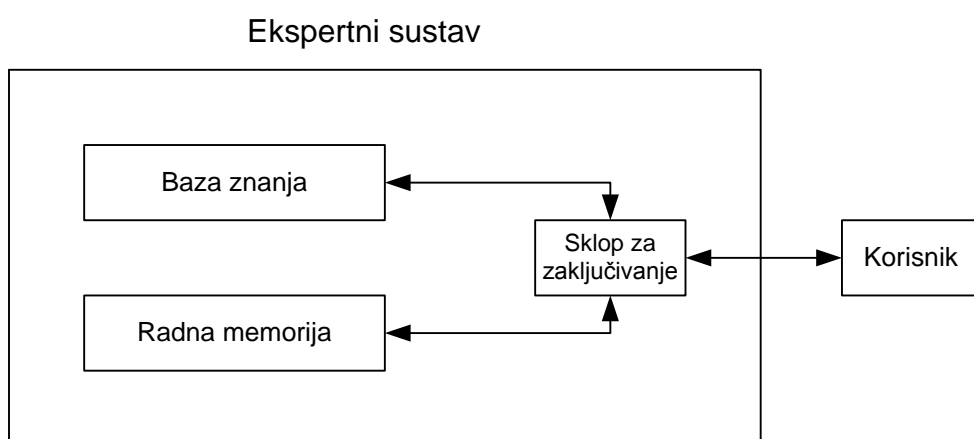 Ekspertni sustav
Baza znanja
Sklop za
zaključivanje
Korisnik
Radna memorija